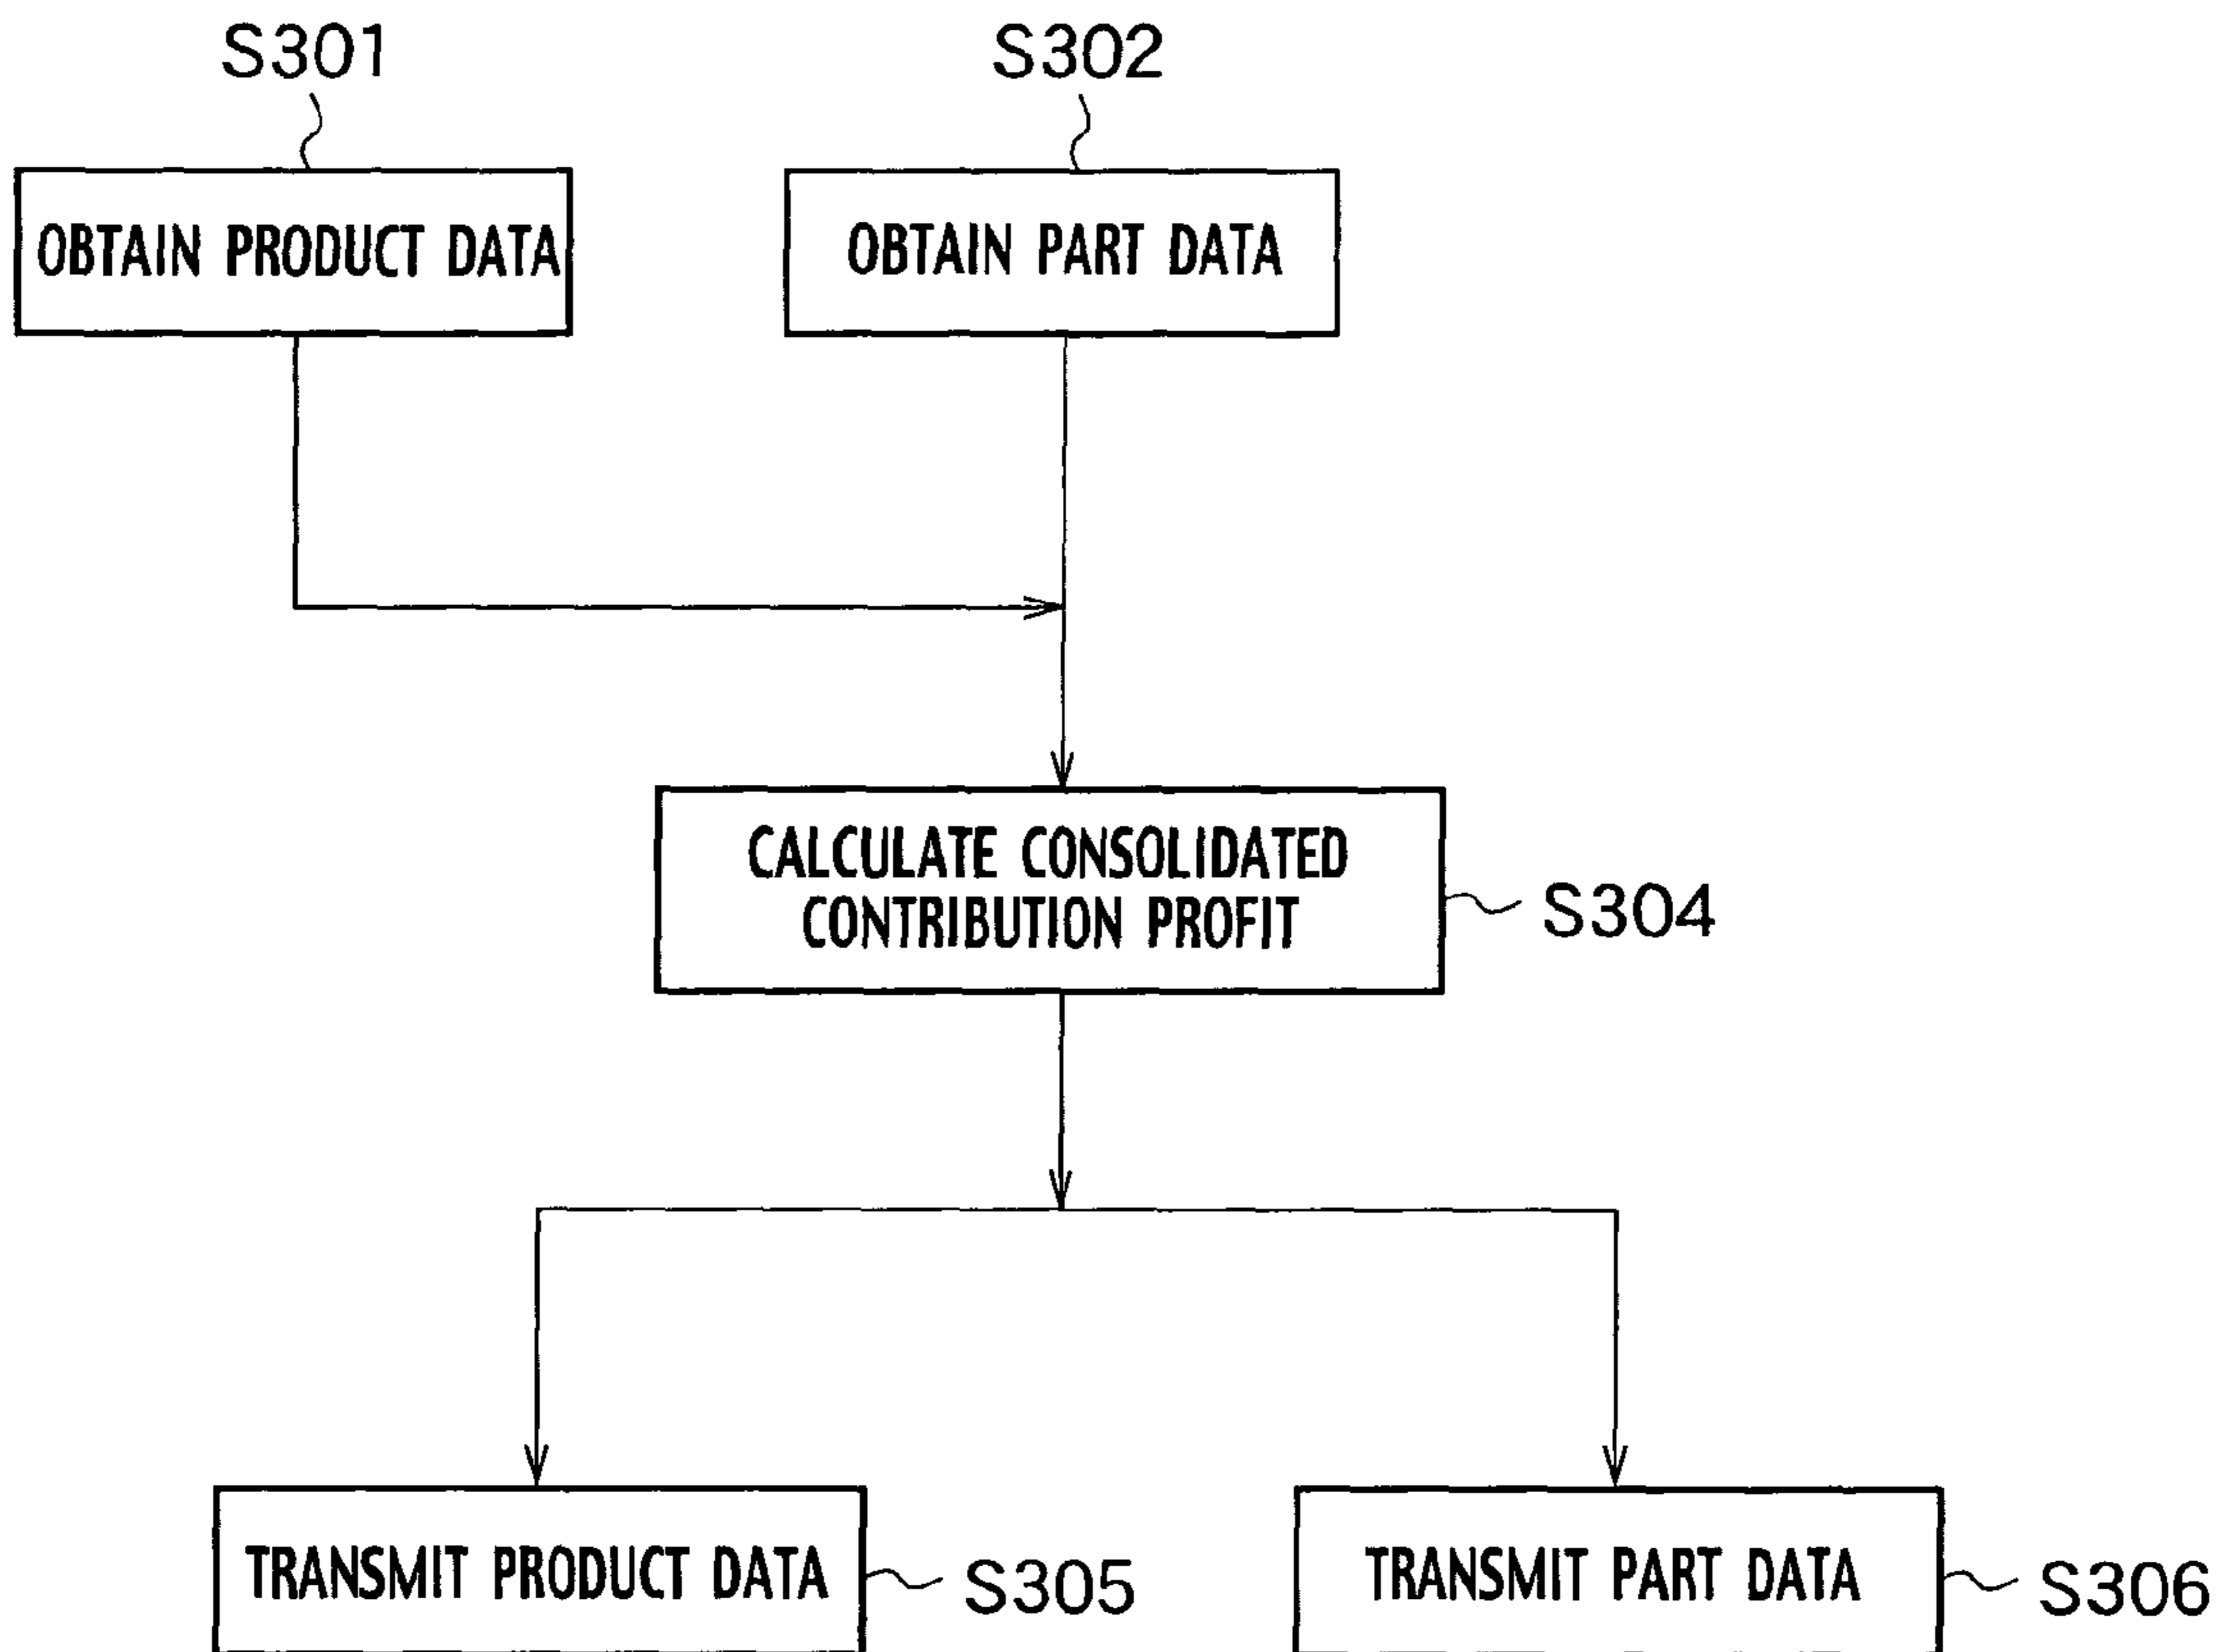 S301
S302
OBTAIN PRODUCT DATA
OBTAIN PART DATA
CALCULATE CONSOLIDATED
CONTRIBUTION PROFIT
S304
TRANSMIT PRODUCT DATA
S305
TRANSMIT PART DATA
S306